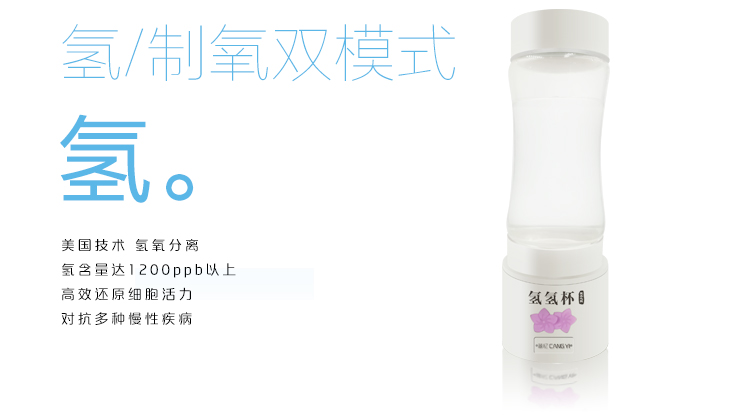 氢/制氧双模式
氢。
美国技术 氢氧分离
氢含量达1200ppb以上
高效还原细胞活力
对抗多种慢性疾病
氢氢杯